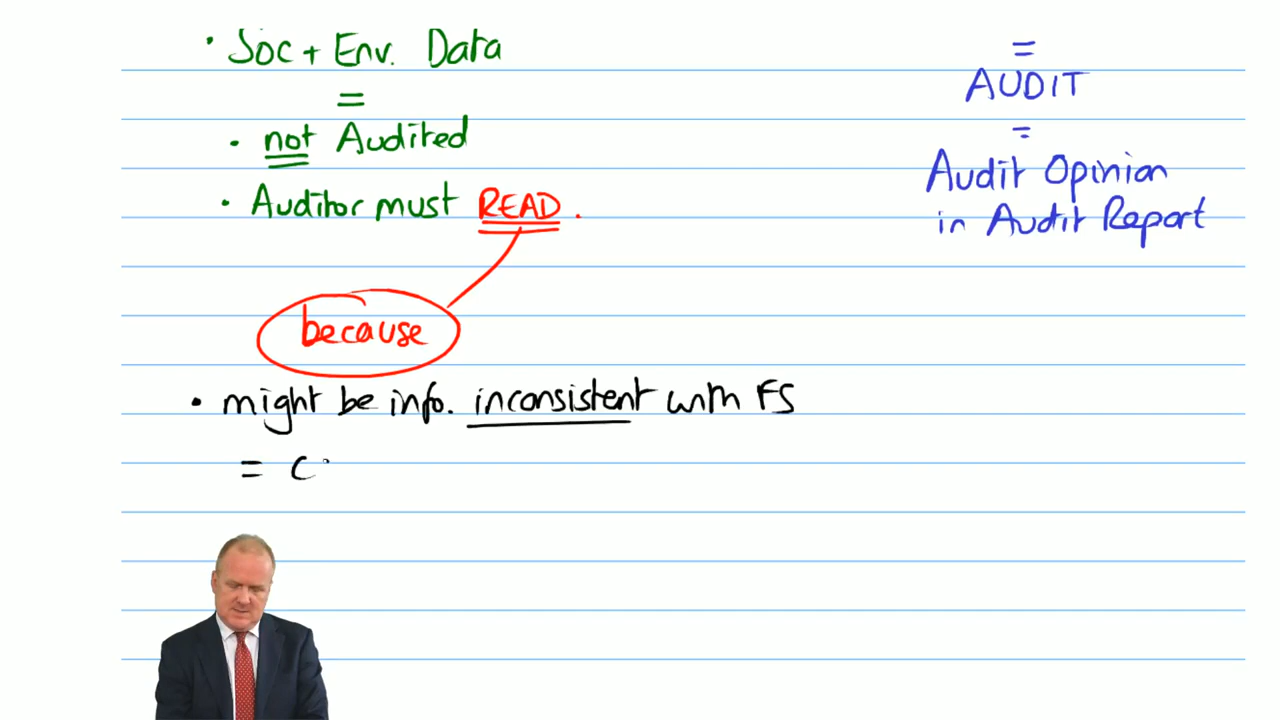 • Soc + Env. Data
=
• not Audited
• Auditor must READ.
because
• might be info. inconsistent with FS
= C
=
AUDIT
=
Audit Opinion
in Audit Report